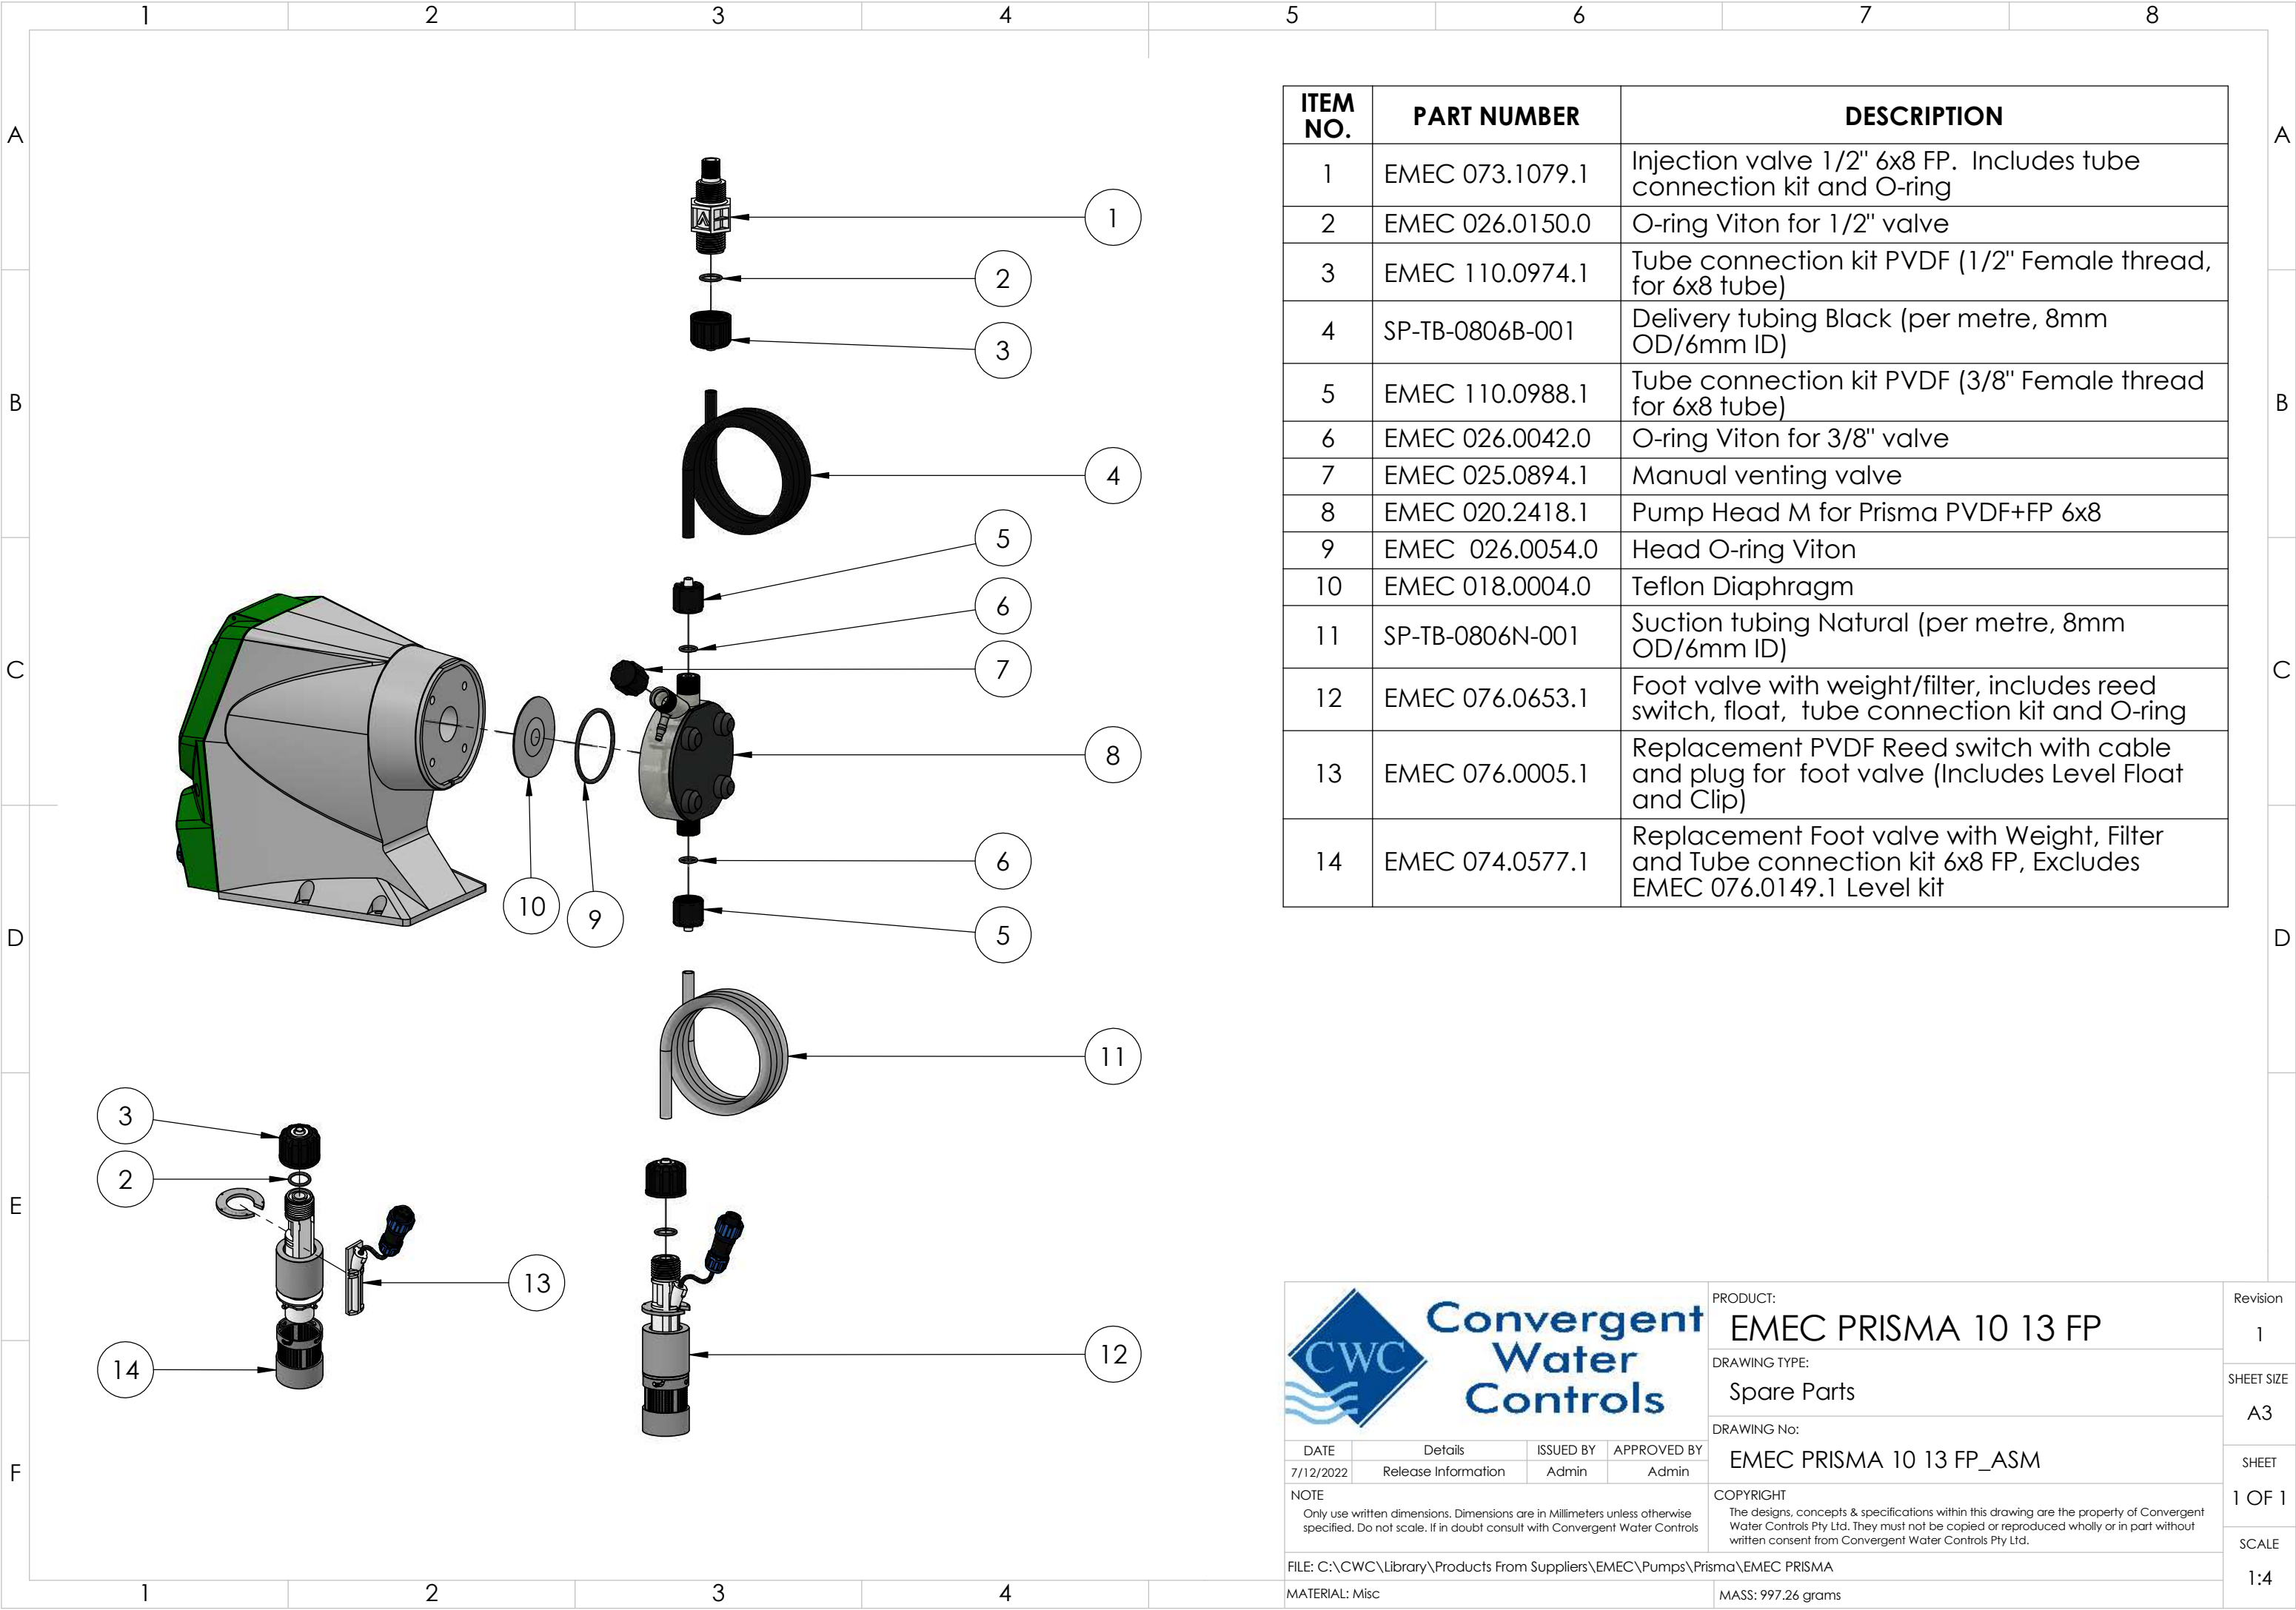 1 2 3 4 5 6 7 8
A
B
C
D
E
F
A
B
C
D
1
2
3
4
5
6
7
8
6
5
10
9
11
3
2
13
14
12
ITEM NO. PART NUMBER DESCRIPTION
1 EMEC 073.1079.1 Injection valve 1/2" 6x8 FP. Includes tube
connection kit and O-ring
2 EMEC 026.0150.0 O-ring Viton for 1/2" valve
3 EMEC 110.0974.1 Tube connection kit PVDF (1/2" Female thread,
for 6x8 tube)
4 SP-TB-0806B-001 Delivery tubing Black (per metre, 8mm
OD/6mm ID)
5 EMEC 110.0988.1 Tube connection kit PVDF (3/8" Female thread
for 6x8 tube)
6 EMEC 026.0042.0 O-ring Viton for 3/8" valve
7 EMEC 025.0894.1 Manual venting valve
8 EMEC 020.2418.1 Pump Head M for Prisma PVDF+FP 6x8
9 EMEC 026.0054.0 Head O-ring Viton
10 EMEC 018.0004.0 Teflon Diaphragm
11 SP-TB-0806N-001 Suction tubing Natural (per metre, 8mm
OD/6mm ID)
12 EMEC 076.0653.1 Foot valve with weight/filter, includes reed
switch, float, tube connection kit and O-ring
13 EMEC 076.0005.1 Replacement PVDF Reed switch with cable
and plug for foot valve (Includes Level Float
and Clip)
14 EMEC 074.0577.1 Replacement Foot valve with Weight, Filter
and Tube connection kit 6x8 FP, Excludes
EMEC 076.0149.1 Level kit
CWC
Convergent
Water
Controls
PRODUCT:
EMEC PRISMA 10 13 FP
DRAWING TYPE:
Spare Parts
DRAWING No:
EMEC PRISMA 10 13 FP_ASM
Revision
1
SHEET SIZE
A3
SHEET
1 OF 1
SCALE
1:4
DATE Details ISSUED BY APPROVED BY
7/12/2022 Release Information Admin Admin
NOTE
Only use written dimensions. Dimensions are in Millimeters unless otherwise
specified. Do not scale. If in doubt consult with Convergent Water Controls
COPYRIGHT
The designs, concepts & specifications within this drawing are the property of Convergent
Water Controls Pty Ltd. They must not be copied or reproduced wholly or in part without
written consent from Convergent Water Controls Pty Ltd.
FILE: C:\CWC\Library\Products From Suppliers\EMEC\Pumps\Prisma\EMEC PRISMA
MATERIAL: Misc
MASS: 997.26 grams
1 2 3 4